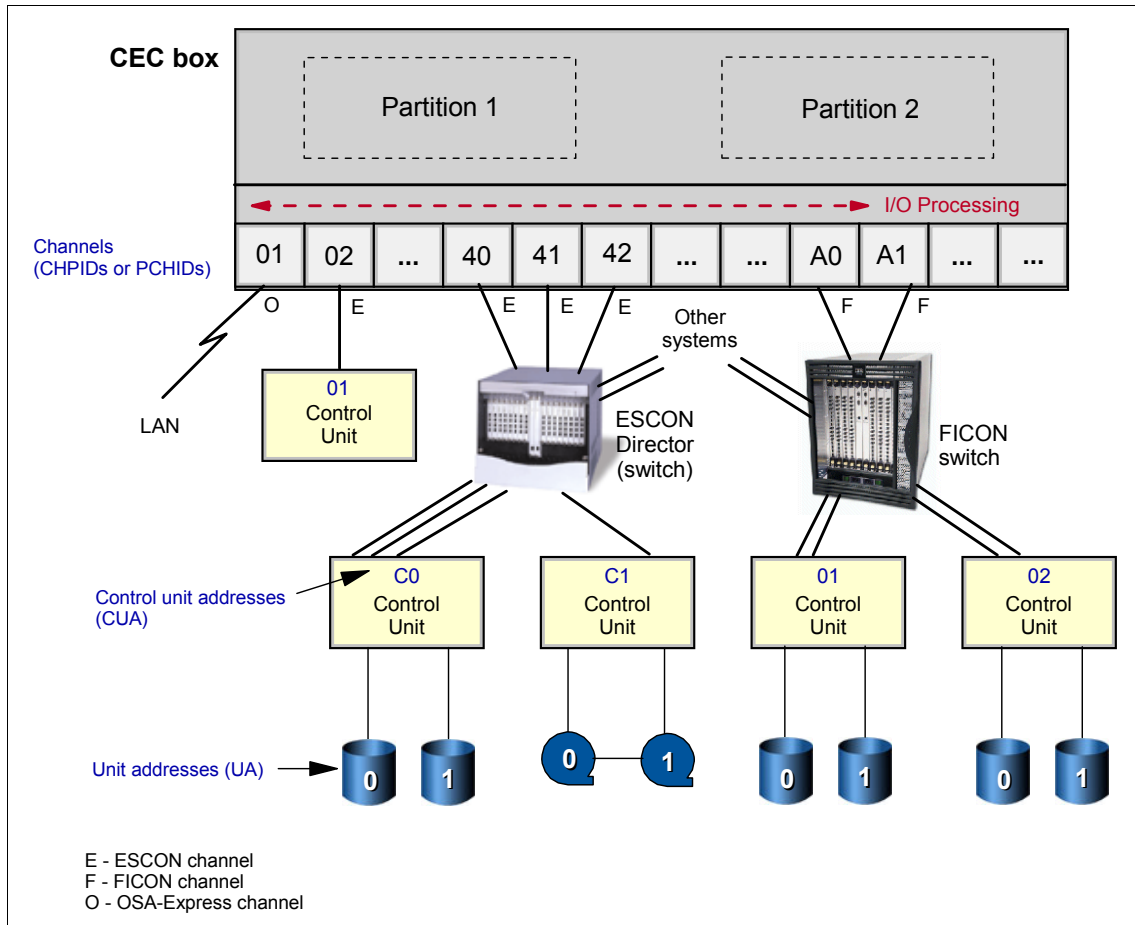 CEC box
Partition 1
Partition 2
I/O Processing
Channels
(CHPIDs or PCHIDs)
01
02
...
40
41
42
...
...
A0
A1
...
...
O
E
E
E
E
F
F
LAN
01
Control
Unit
Other
systems
ESCON
Director
(switch)
FICON
switch
Control unit addresses
(CUA)
C0
Control
Unit
C1
Control
Unit
01
Control
Unit
02
Control
Unit
Unit addresses (UA)
0
1
0
1
0
1
0
1
E - ESCON channel
F - FICON channel
O - OSA-Express channel